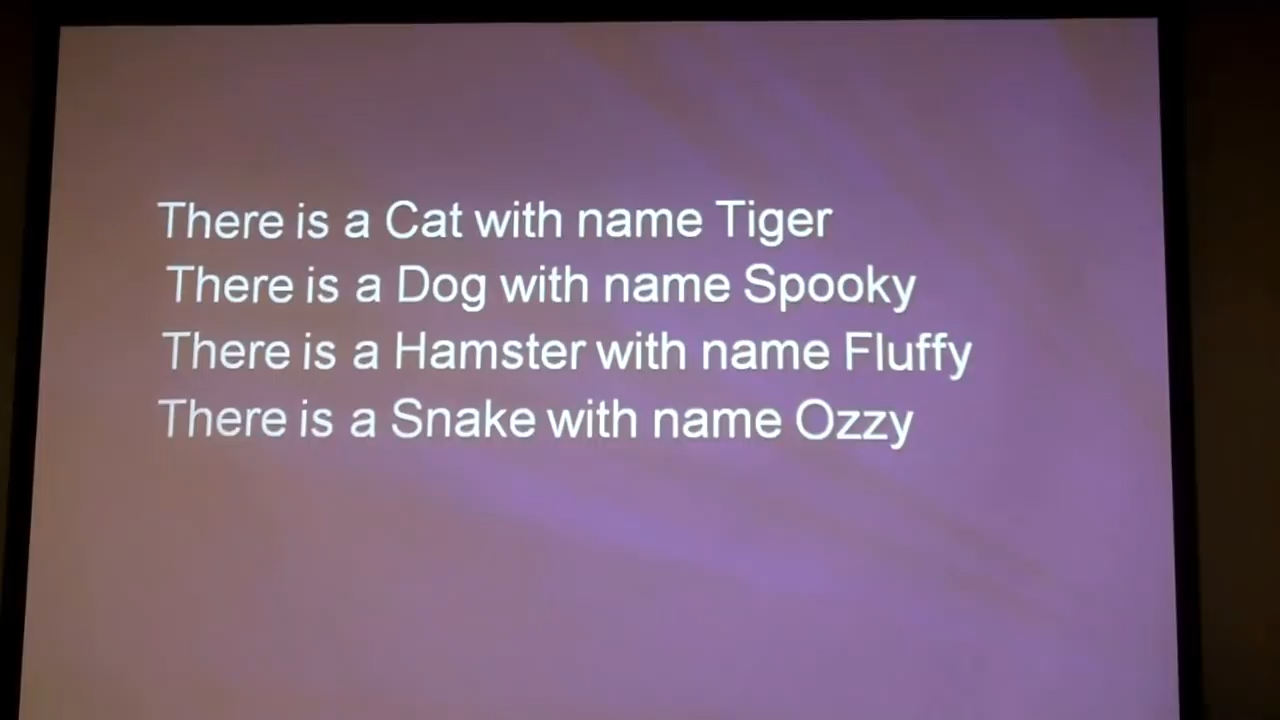 There is a Cat with name Tiger
There is a Dog with name Spooky
There is a Hamster with name Fluffy
There is a Snake with name Ozzy